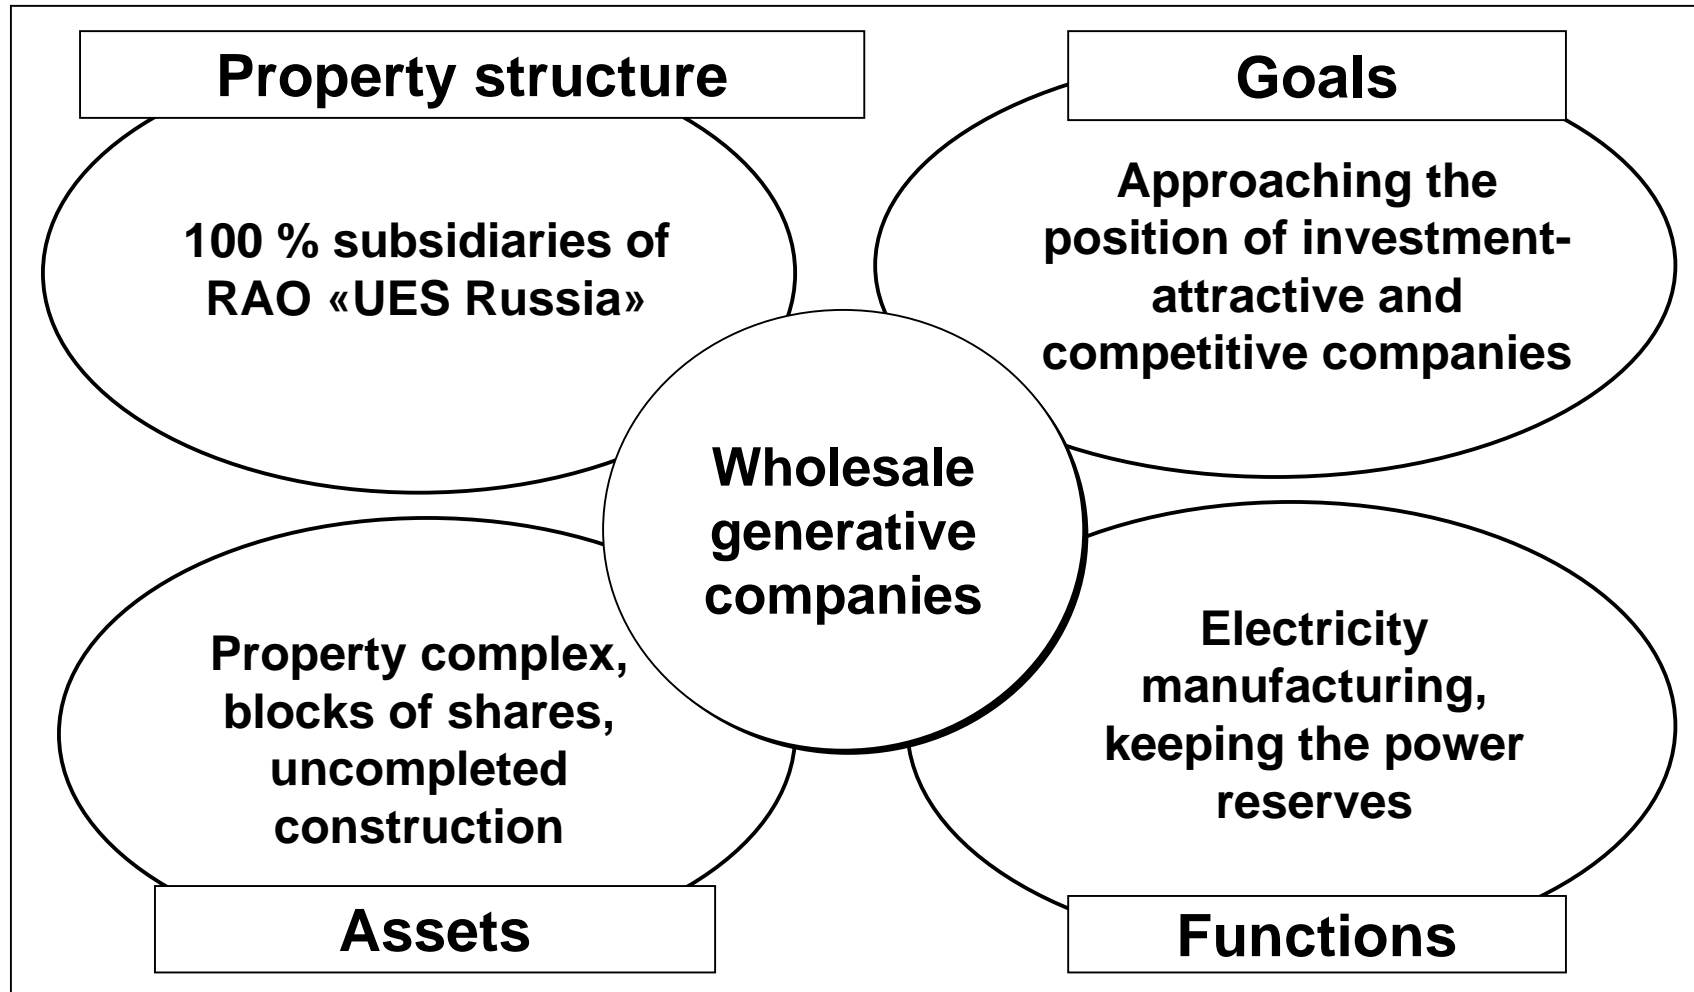 Property structure
100 % subsidiaries of
RAO «UES Russia»
Goals
Approaching the
position of investment-
attractive and
competitive companies
Wholesale
generative
companies
Property complex,
blocks of shares,
uncompleted
construction
Assets
Electricity
manufacturing,
keeping the power
reserves
Functions